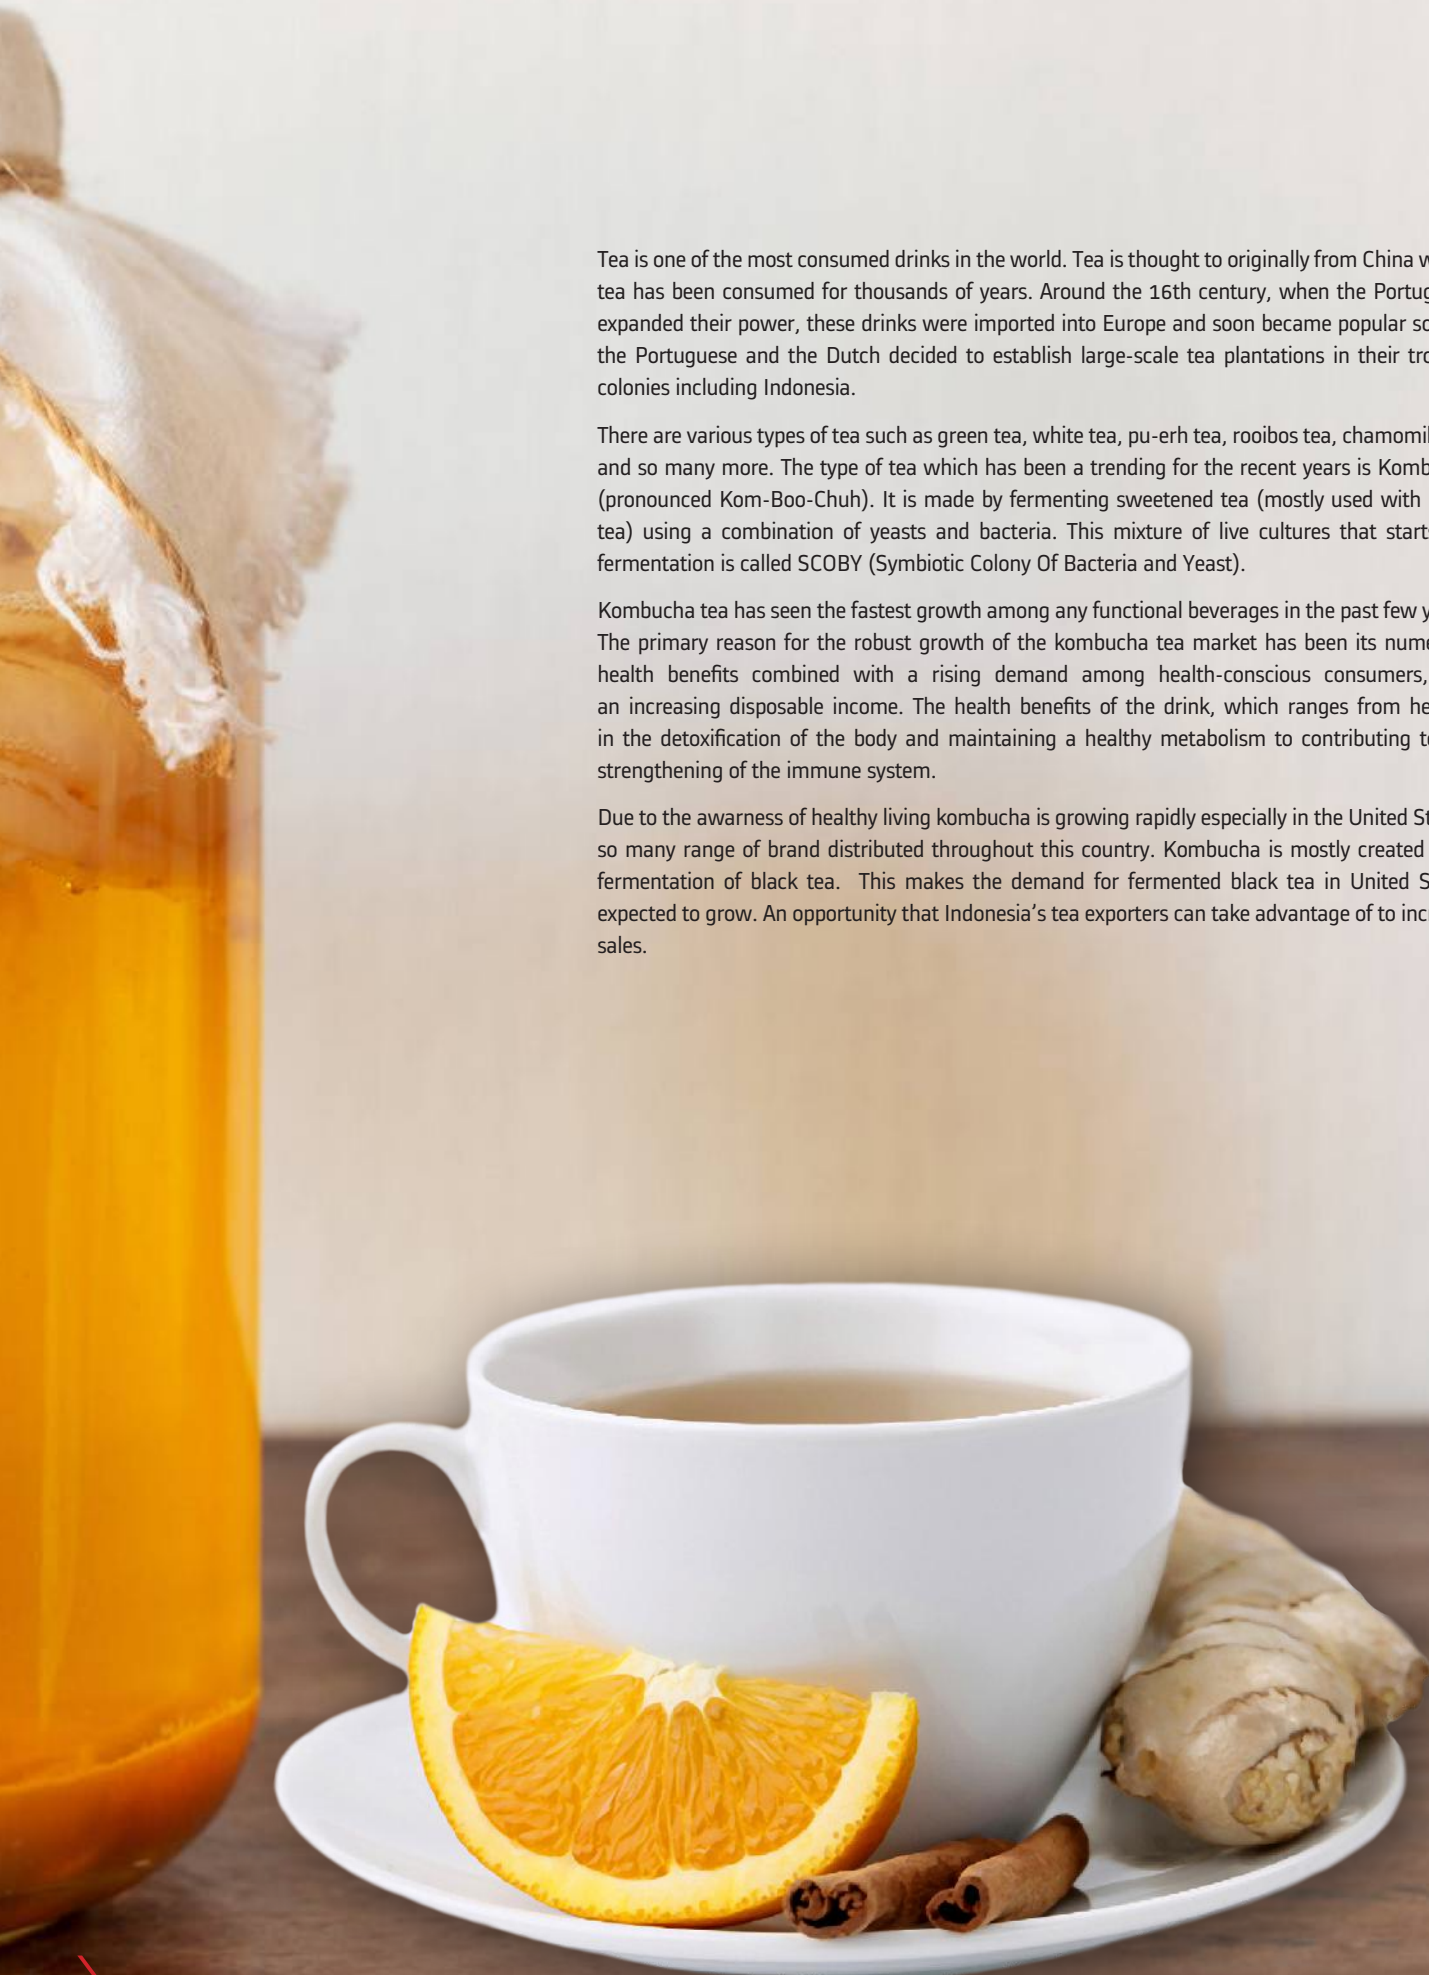 Tea is one of the most consumed drinks in the world. Tea is thought to originally from China
tea has been consumed for thousands of years. Around the 16th century, when the
expanded their power, these drinks were imported into Europe and soon became popular
the Portuguese and the Dutch decided to establish large-scale tea plantations in their
colonies including Indonesia.
There are various types of tea such as green tea, white tea, pu-erh tea, rooibos tea,
and so many more. The type of tea which has been a trending for the recent years is
(pronounced Kom-Boo-Chuh). It is made by fermenting sweetened tea (mostly used with
tea) using a combination of yeasts and bacteria. This mixture of live cultures that
fermentation is called SCOBY (Symbiotic Colony Of Bacteria and Yeast).
Kombucha tea has seen the fastest growth among any functional beverages in the past few
The primary reason for the robust growth of the kombucha tea market has been its
health benefits combined with a rising demand among health-conscious consumers,
an increasing disposable income. The health benefits of the drink, which ranges from
in the detoxification of the body and maintaining a healthy metabolism to contributing
strengthening of the immune system.
Due to the awarness of healthy living kombucha is growing rapidly especially in the United
so many range of brand distributed throughout this country. Kombucha is mostly created
fermentation of black tea. This makes the demand for fermented black tea in United
expected to grow. An opportunity that Indonesia's tea exporters can take advantage of to
sales.